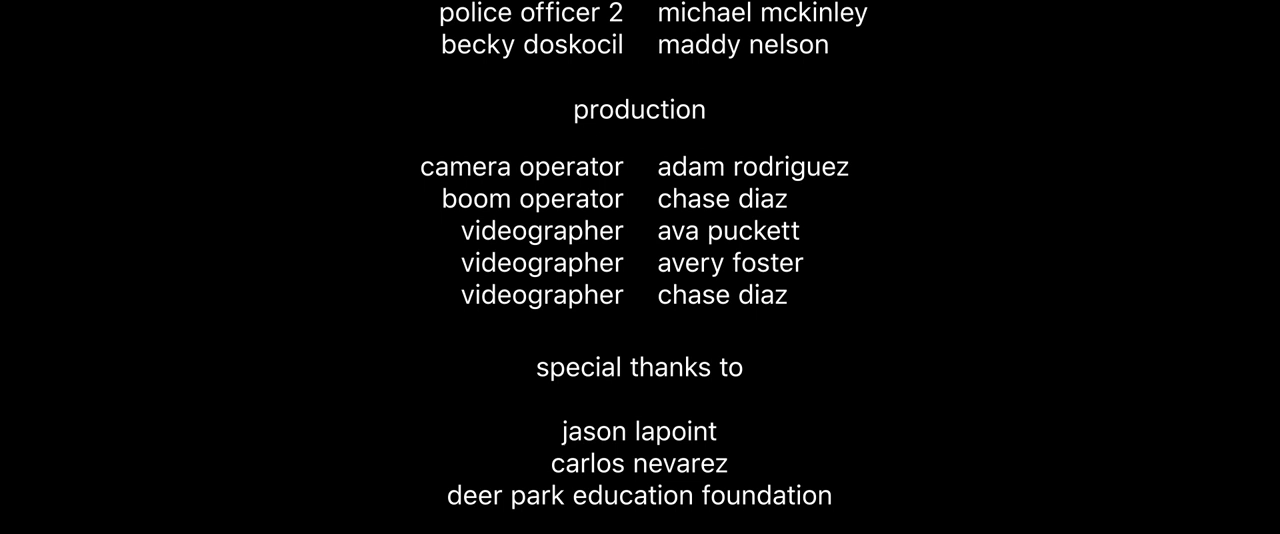 police officer 2 michael mckinley
becky doskocil maddy nelson
production
camera operator adam rodriguez
boom operator chase diaz
videographer ava puckett
videographer avery foster
videographer chase diaz
special thanks to
jason lapoint
carlos nevarez
deer park education foundation